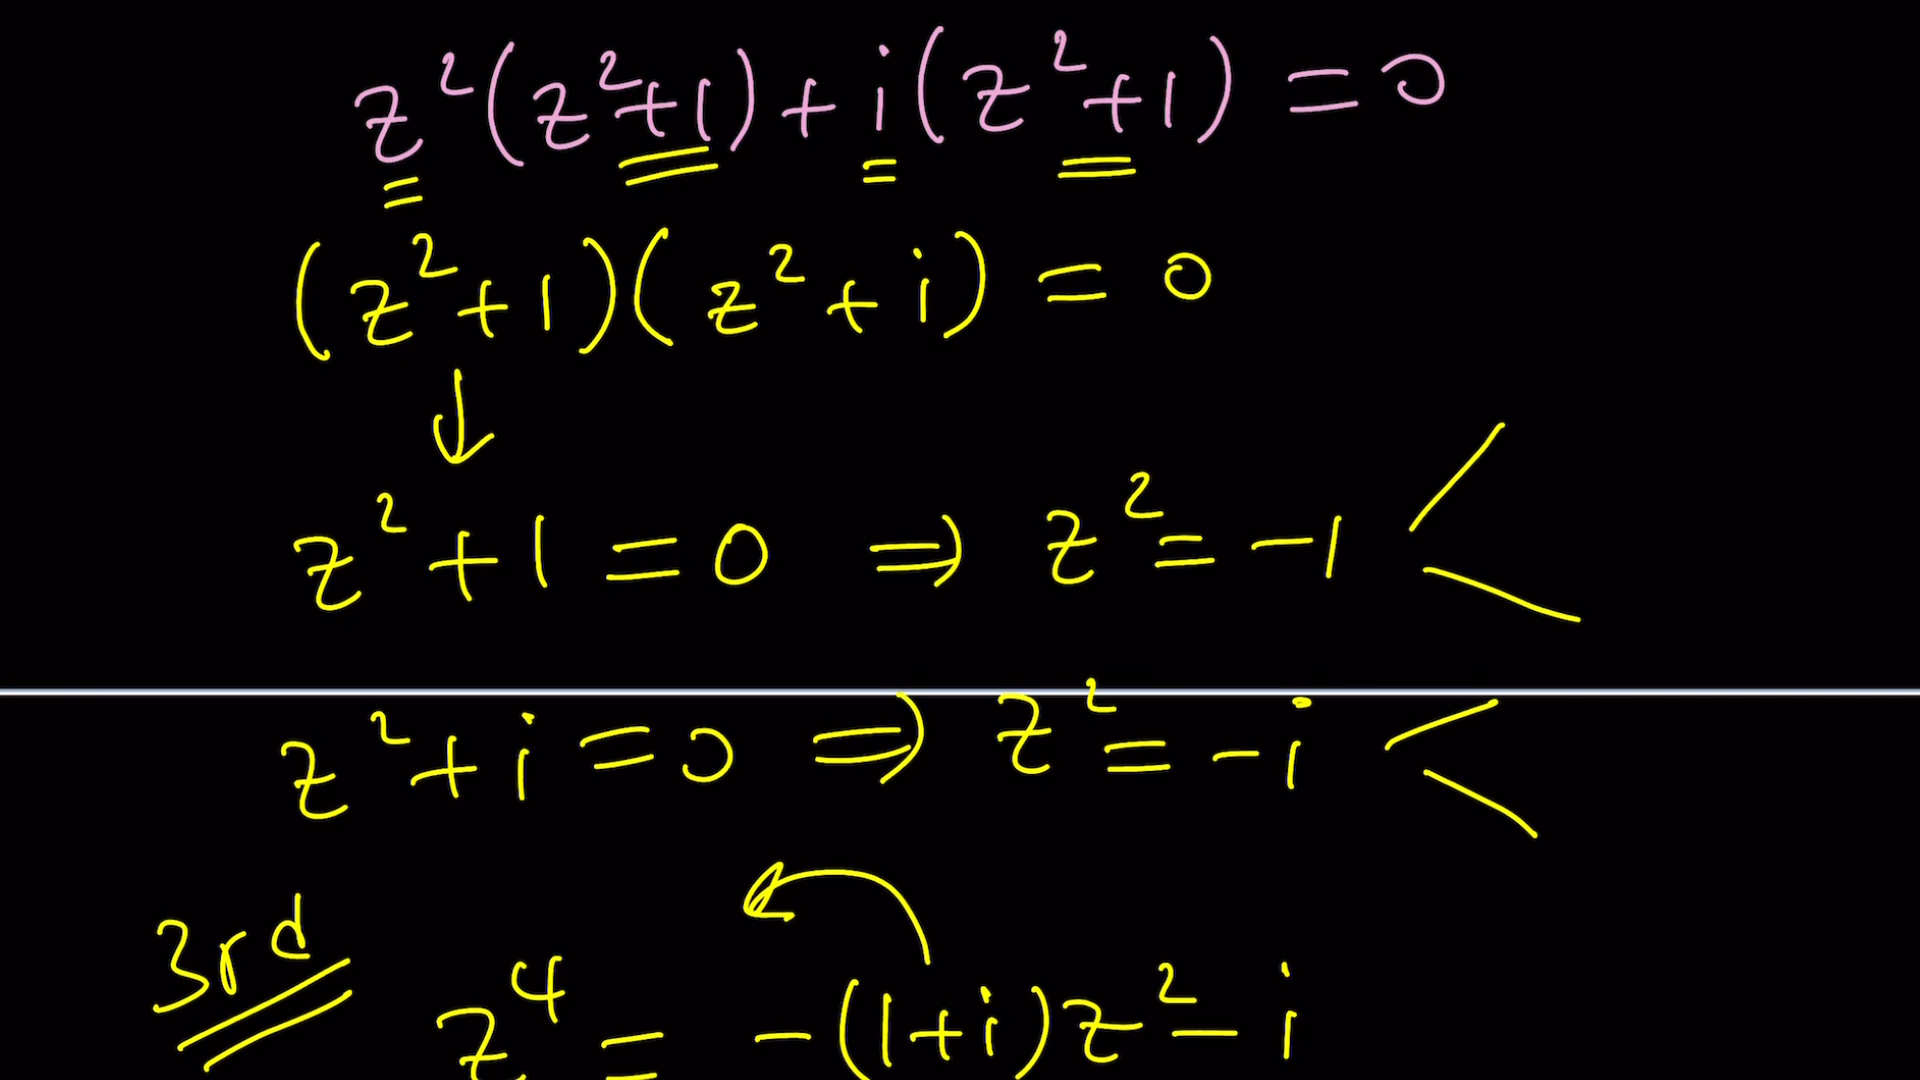 z²(z²+1)+i(z²+1)=0
(z²+1)(z²+i)=0
z²+1=0 ⇒ z²=-1
z²+i=0 ⇒ z²=-i
3rd
z⁴=-(1+i)z²-i